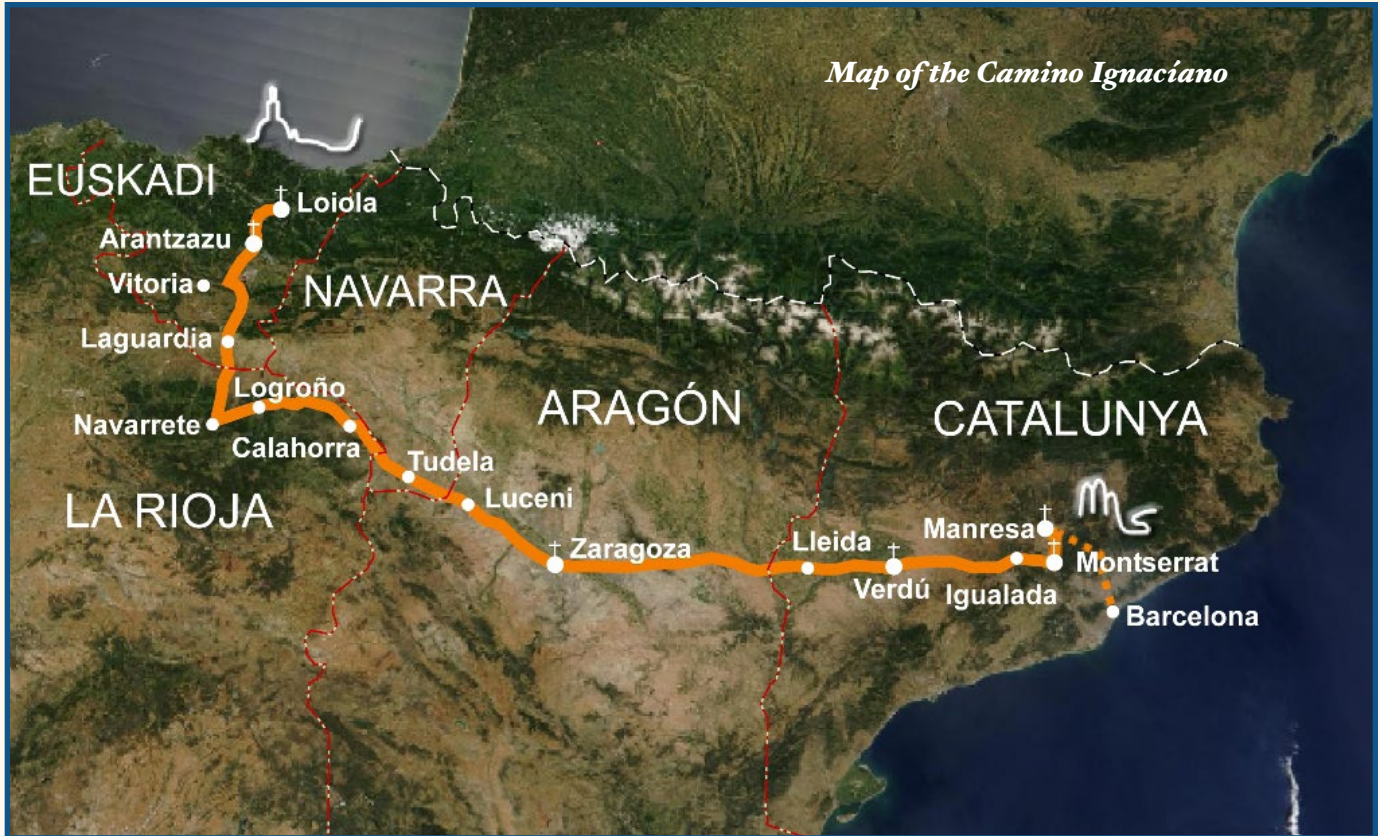 Map of the Camino Ignacíano
EUSKADI
Loiola
Arantzazu
Vitoria
NAVARRA
Laguardia
Logroño
Navarrete
Calahorra
ARAGÓN
CATALUNYA
Tudela
LA RIOJA
Luceni
Zaragoza
Lleida
Manresa
Verdú
Igualada
Montserrat
Barcelona